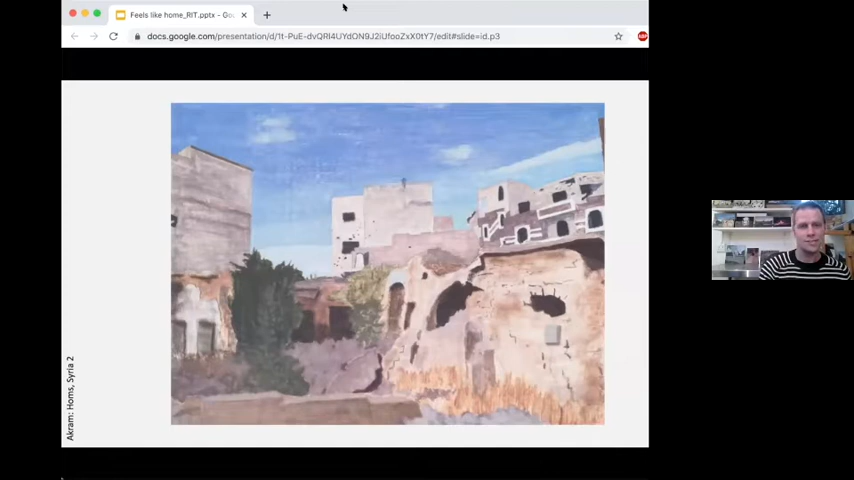 Feels like home_RIT.pptx - Go
docs.google.com/presentation/d/1t-PuE-dvQRI4UYdON9J2iUfooZxX0tY7/edit#slide=id.p3
ABP
Akram: Homs, Syria 2